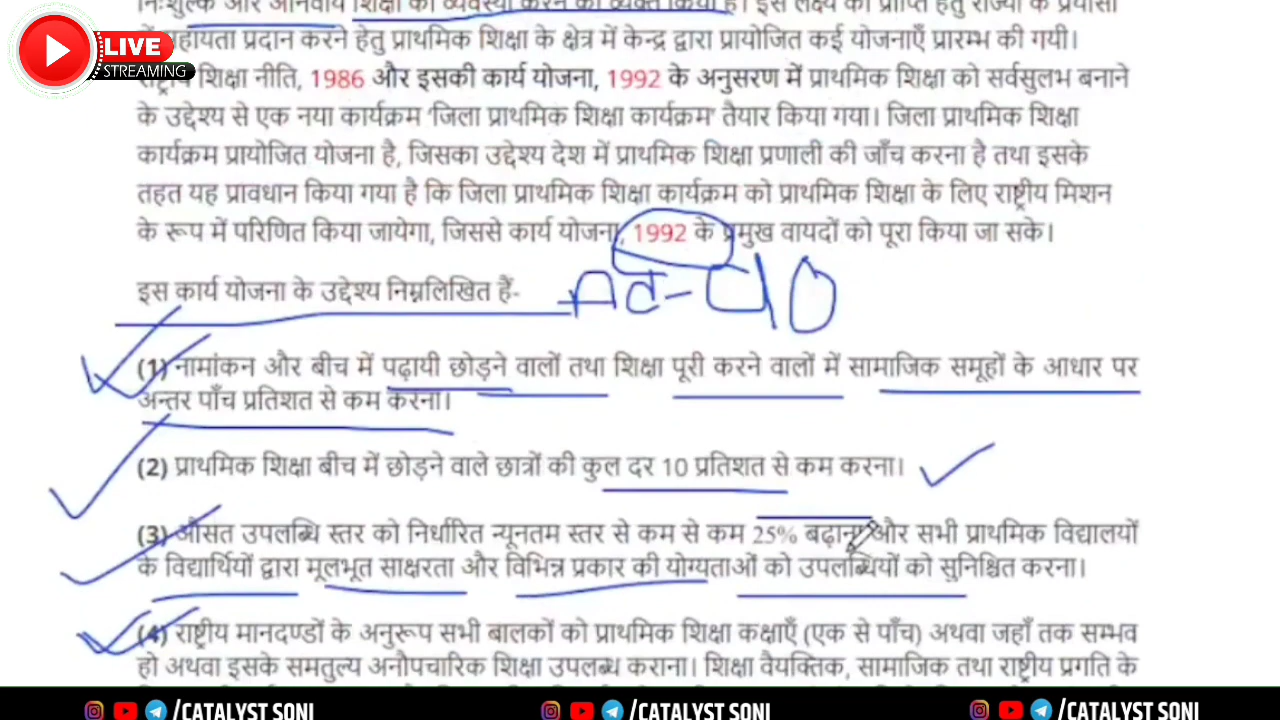 निःशुल्क और अनिवार्य शिक्षा की व्यवस्था करने को व्यक्त किया है। इस लक्ष्य की प्राप्ति हेतु राज्यों के प्रयासों
LIVE
STREAMING
में सहायता प्रदान करने हेतु प्राथमिक शिक्षा के क्षेत्र में केन्द्र द्वारा प्रायोजित कई योजनाएँ प्रारम्भ की गयी।
राष्ट्रीय शिक्षा नीति, 1986 और इसकी कार्य योजना, 1992 के अनुसरण में प्राथमिक शिक्षा को सर्वसुलभ बनाने
के उद्देश्य से एक नया कार्यक्रम 'जिला प्राथमिक शिक्षा कार्यक्रम' तैयार किया गया। जिला प्राथमिक शिक्षा
कार्यक्रम प्रायोजित योजना है, जिसका उद्देश्य देश में प्राथमिक शिक्षा प्रणाली की जाँच करना है तथा इसके
तहत यह प्रावधान किया गया है कि जिला प्राथमिक शिक्षा कार्यक्रम को प्राथमिक शिक्षा के लिए राष्ट्रीय मिशन
के रूप में परिणित किया जायेगा, जिससे कार्य योजना, 1992 के प्रमुख वायदों को पूरा किया जा सके।
इस कार्य योजना के उद्देश्य निम्नलिखित हैं-
(1) नामांकन और बीच में पढ़ायी छोड़ने वालों तथा शिक्षा पूरी करने वालों में सामाजिक समूहों के आधार पर
अन्तर पाँच प्रतिशत से कम करना।
(2) प्राथमिक शिक्षा बीच में छोड़ने वाले छात्रों की कुल दर 10 प्रतिशत से कम करना।
(3) औसत उपलब्धि स्तर को निर्धारित न्यूनतम स्तर से कम से कम 25% बढ़ाना और सभी प्राथमिक विद्यालयों
के विद्यार्थियों द्वारा मूलभूत साक्षरता और विभिन्न प्रकार की योग्यताओं को उपलब्धियों को सुनिश्चित करना।
(4) राष्ट्रीय मानदण्डों के अनुरूप सभी बालकों को प्राथमिक शिक्षा कक्षाएँ (एक से पाँच) अथवा जहाँ तक सम्भव
हो अथवा इसके समतुल्य अनौपचारिक शिक्षा उपलब्ध कराना। शिक्षा वैयक्तिक, सामाजिक तथा राष्ट्रीय प्रगति के
/CATALYST SONI /CATALYST SONI /CATALYST SONI